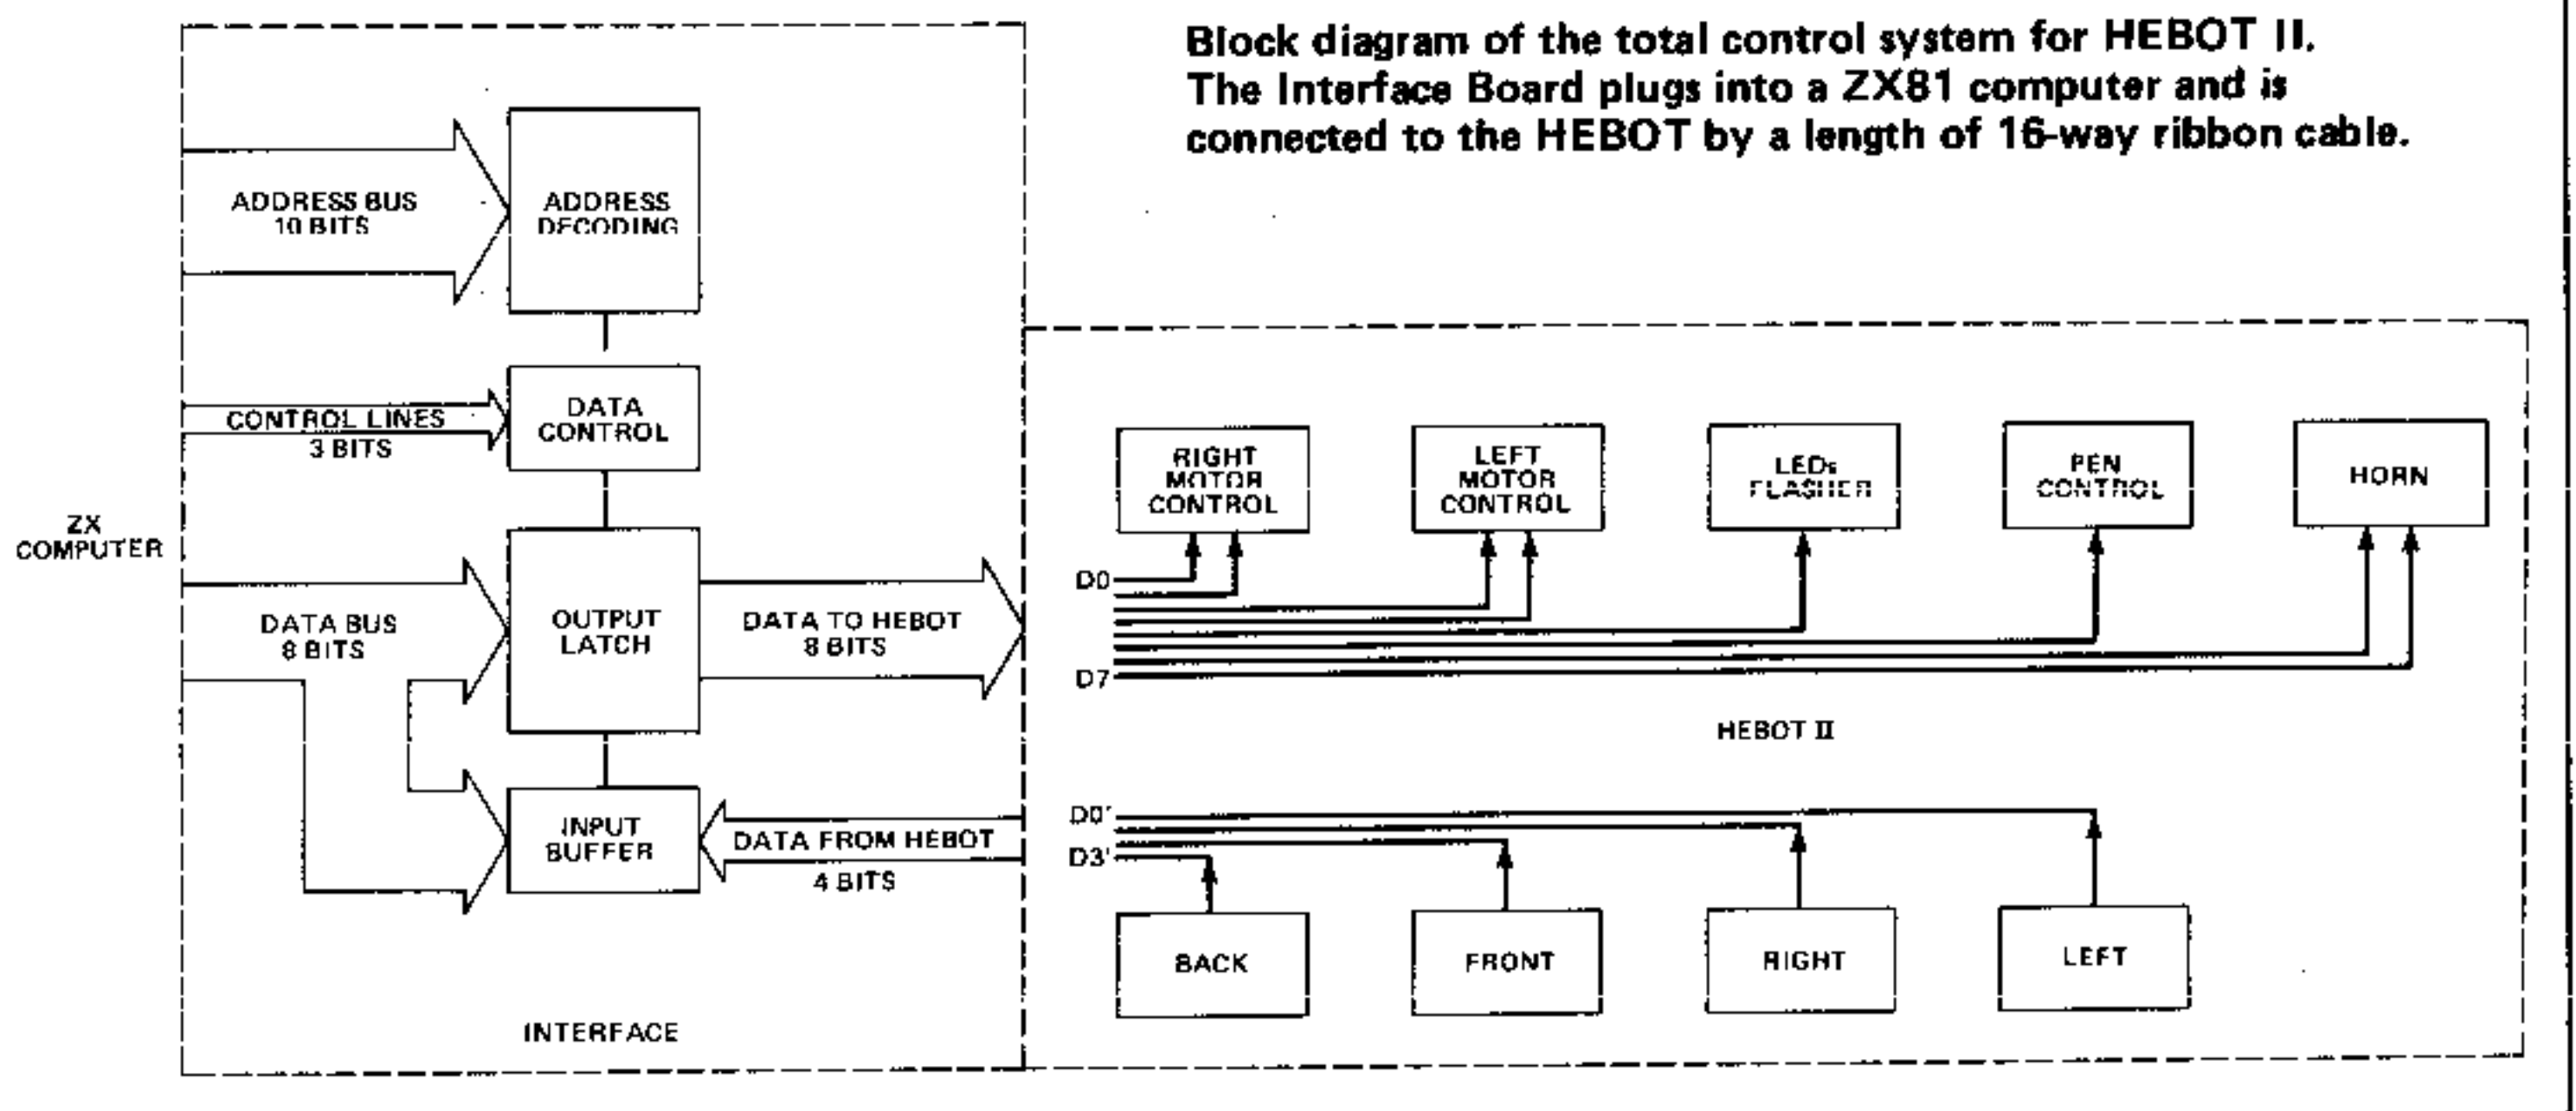 Block diagram of the total control system for HEBOT II.
The Interface Board plugs into a ZX81 computer and is
connected to the HEBOT by a length of 16-way ribbon cable.
ADDRESS BUS
10 BITS
ADDRESS
DECODING
CONTROL LINES
3 BITS
DATA
CONTROL
ZX
COMPUTER
DATA BUS
8 BITS
OUTPUT
LATCH
DATA TO HEBOT
8 BITS
INPUT
BUFFER
DATA FROM HEBOT
4 BITS
INTERFACE
RIGHT
MOTOR
CONTROL
LEFT
MOTOR
CONTROL
LEDs
FLASHER
PEN
CONTROL
HORN
D0
D7
HEBOT II
D0'
D3'
BACK
FRONT
RIGHT
LEFT